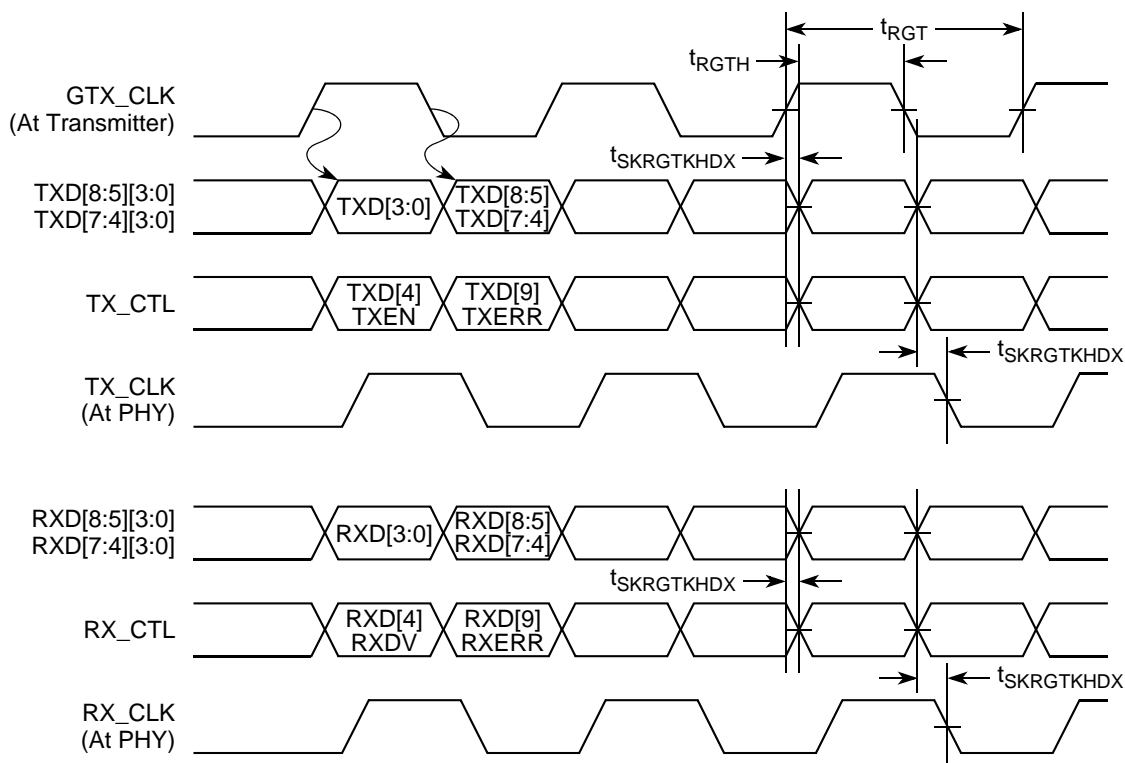 tRGT
tRGTH
GTX_CLK
(At Transmitter)
tSKRGTKHDX
TXD[8:5][3:0]
TXD[7:4][3:0]
TXD[3:0]
TXD[8:5]
TXD[7:4]
TX_CTL
TXD[4]
TXEN
TXD[9]
TXERR
tSKRGTKHDX
TX_CLK
(At PHY)
RXD[8:5][3:0]
RXD[7:4][3:0]
RXD[3:0]
RXD[8:5]
RXD[7:4]
tSKRGTKHDX
RX_CTL
RXD[4]
RXDV
RXD[9]
RXERR
tSKRGTKHDX
RX_CLK
(At PHY)